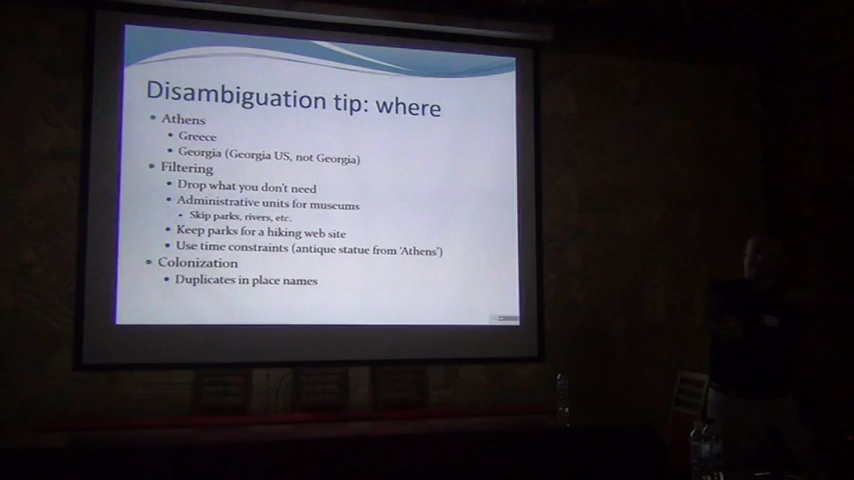 Disambiguation tip: where
• Athens
• Greece
• Georgia (Georgia US, not Georgia)
• Filtering
• Drop what you don't need
• Administrative units for museums
• Skip parks, rivers, etc.
• Keep parks for a hiking web site
• Use time constraints (antique statue from 'Athens')
• Colonization
• Duplicates in place names